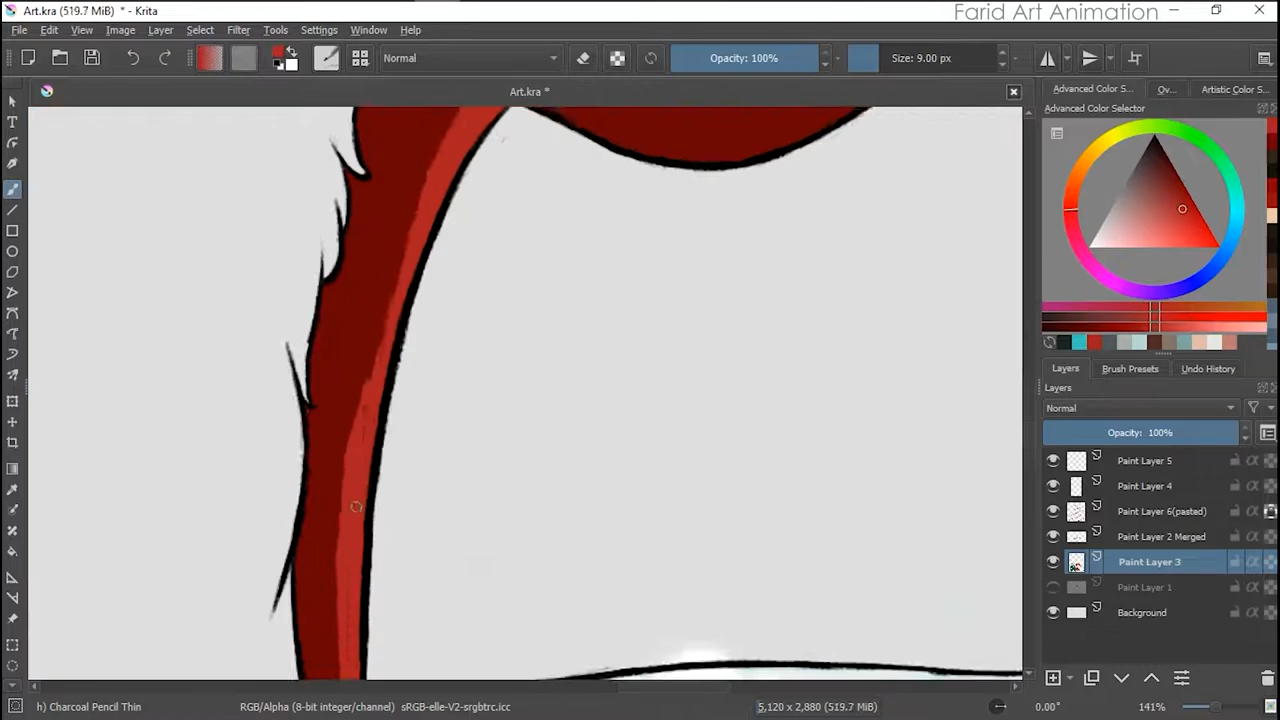 Art.kra (519.7 MiB) * - Krita
Farid Art Animation
File Edit View Image Layer Select Filter Tools Settings Window Help
Normal Opacity: 100% Size: 9.00 px
Art.kra *
Advanced Color S... Ov... Artistic Color S...
Advanced Color Selector
Layers Brush Presets Undo History
Layers
Normal
Opacity: 100%
Paint Layer 5
Paint Layer 4
Paint Layer 6(pasted)
Paint Layer 2 Merged
Paint Layer 3
Paint Layer 1
Background
h) Charcoal Pencil Thin RGB/Alpha (8-bit integer/channel) sRGB-elle-V2-srgbtrc.icc 5,120 x 2,880 (519.7 MiB) 0.00° 141%